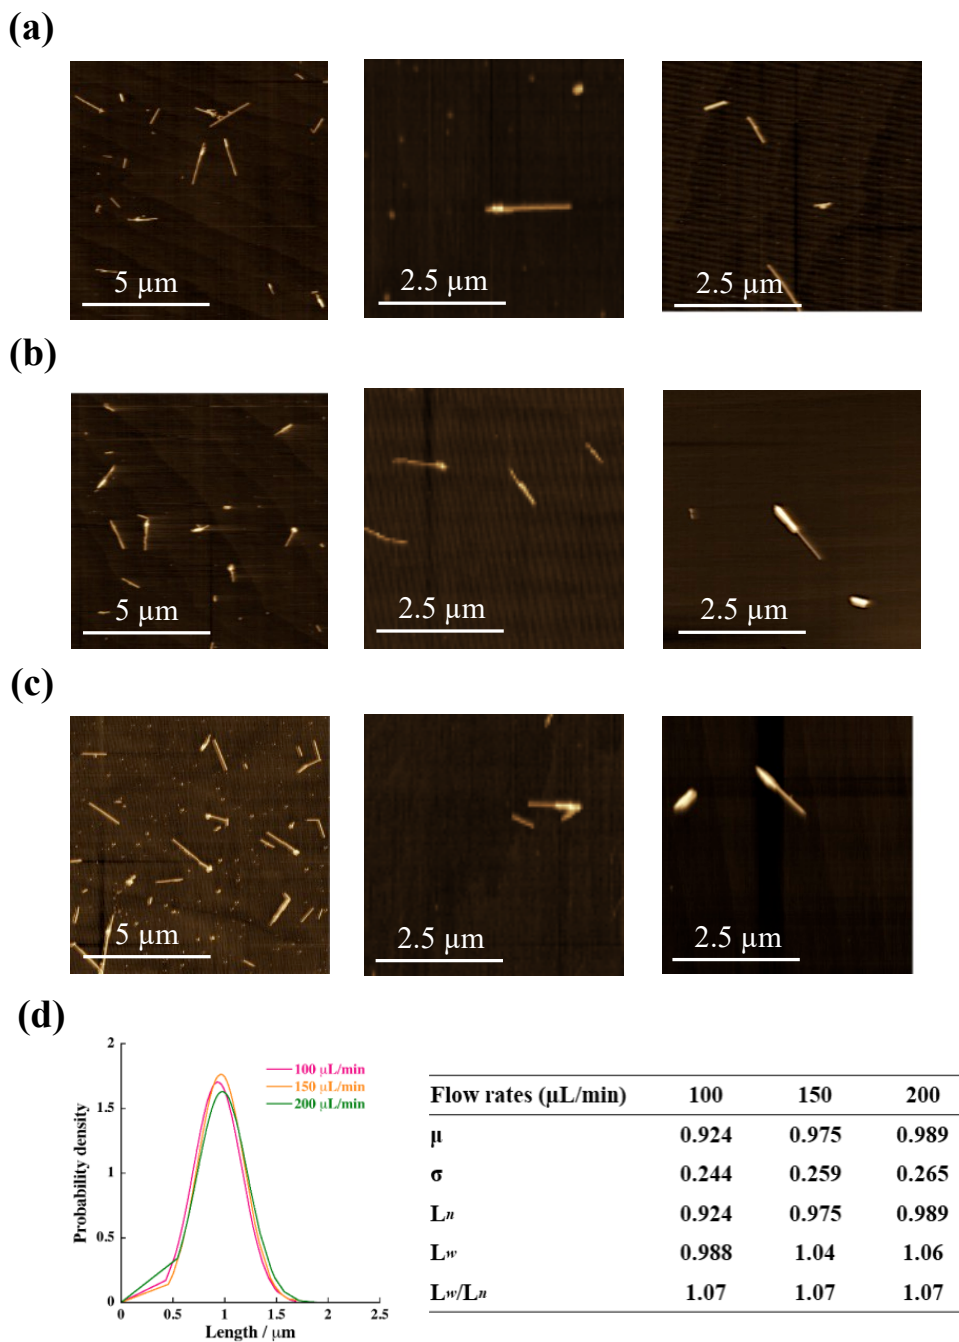 (a)
5 μm
2.5 μm
2.5 μm
(b)
5 μm
2.5 μm
2.5 μm
(c)
5 μm
2.5 μm
2.5 μm
(d)
2
1.5
1
0.5
0
Probability density
100 μL/min
150 μL/min
200 μL/min
0 0.5 1 1.5 2 2.5
Length / μm
Flow rates (μL/min) 100 150 200
μ 0.924 0.975 0.989
σ 0.244 0.259 0.265
Ln 0.924 0.975 0.989
Lw 0.988 1.04 1.06
Lw/Ln 1.07 1.07 1.07